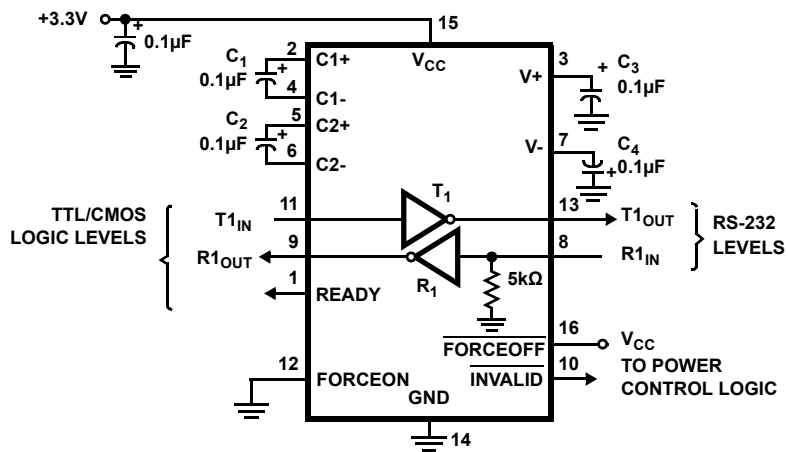 +3.3V
+
0.1µF
15
VCC
C1
0.1µF
+
2
C1+
4
C1-
C2
0.1µF
+
5
C2+
6
C2-
3
V+
+
C3
0.1µF
7
V-
C4
0.1µF
+
TTL/CMOS
LOGIC LEVELS
T1IN
11
T1
13
T1OUT
R1OUT
9
R1
8
R1IN
RS-232
LEVELS
5kΩ
1
READY
16
FORCEOFF
VCC
12
FORCEON
10
INVALID
TO POWER
CONTROL LOGIC
GND
14